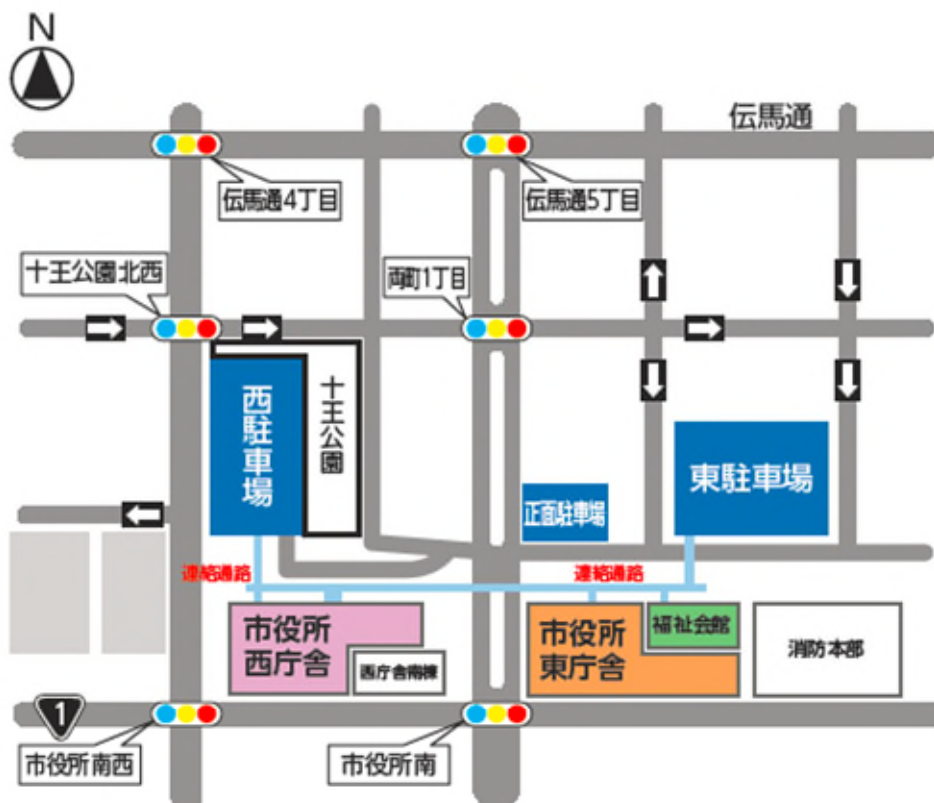 N
伝馬通
伝馬通4丁目
伝馬通5丁目
十王公園北西
両町1丁目
西駐車場
十王公園
東駐車場
正面駐車場
連絡通路
連絡通路
市役所
西庁舎
西庁舎南棟
市役所
東庁舎
福祉会館
消防本部
1
市役所南西
市役所南